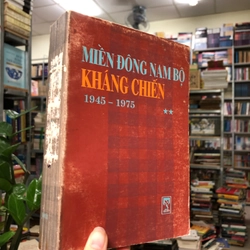 MIỀN ĐÔNG NAM BỘ
KHÁNG CHIẾN
1945 - 1975
**